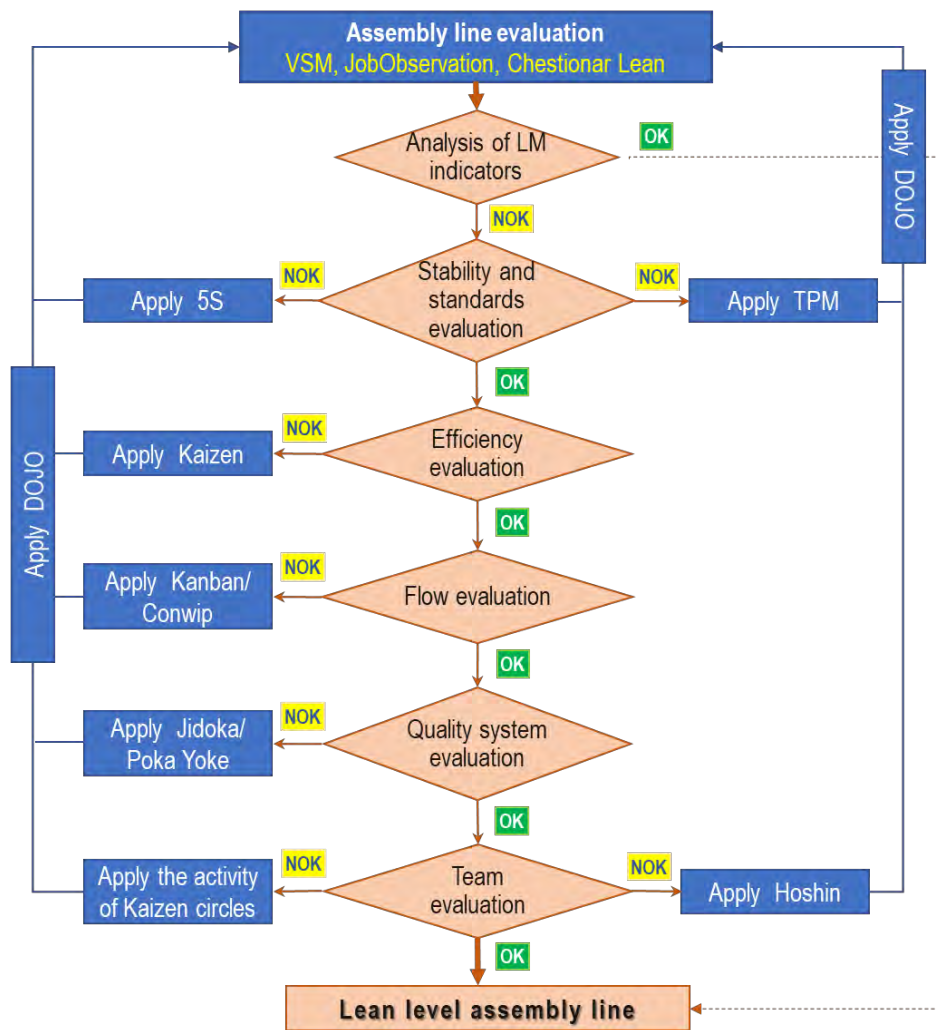 Assembly line evaluation
VSM, JobObservation, Chestionar Lean
Analysis of LM
indicators
OK
Apply DOJO
NOK
Apply 5S
NOK
Stability and
standards
evaluation
NOK
Apply TPM
OK
Apply DOJO
Apply Kaizen
NOK
Efficiency
evaluation
OK
Apply Kanban/
Conwip
NOK
Flow evaluation
OK
Apply Jidoka/
Poka Yoke
NOK
Quality system
evaluation
OK
Apply the activity
of Kaizen circles
NOK
Team
evaluation
NOK
Apply Hoshin
OK
Lean level assembly line